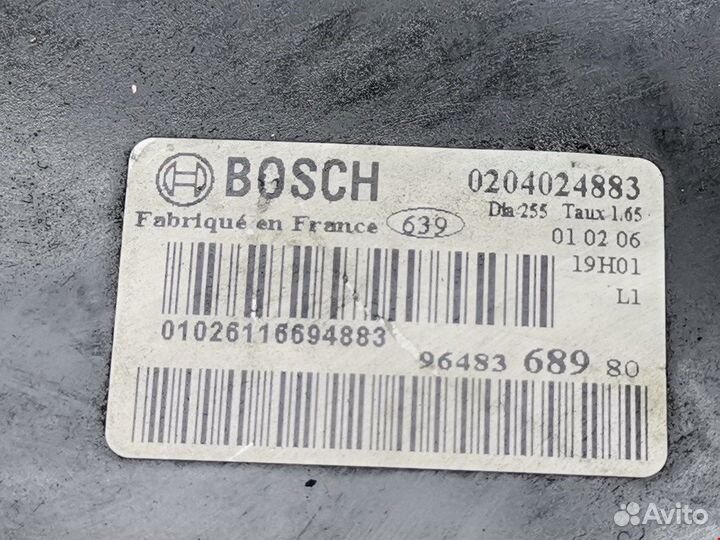 BOSCH 0204024883
Dia 255 Taux 1.65
Fabriqué en France 639 01 02 06
19H01
L1
01026116694883
96483 689 80
Avito